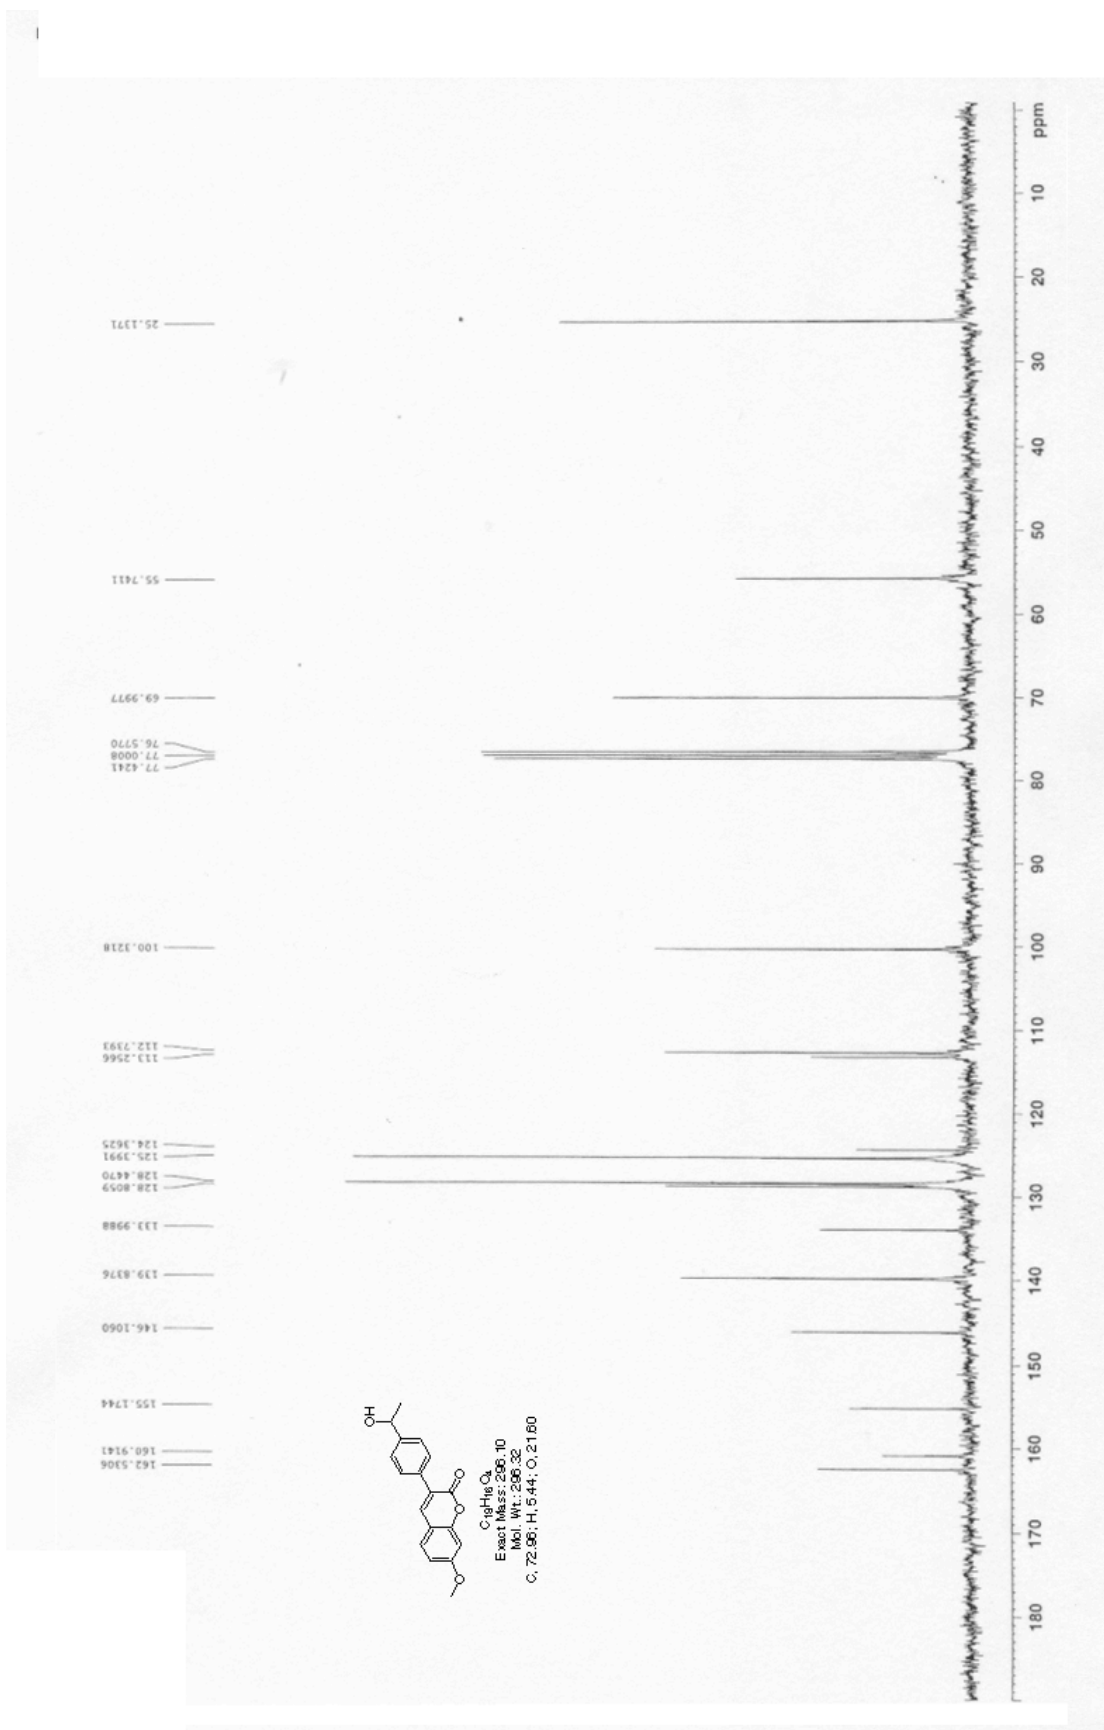 162.5306
160.9141
155.1744
146.1060
139.8376
133.9988
128.8059
128.4470
125.3991
124.3625
113.2566
112.7393
100.3218
77.4241
77.0008
76.5770
69.9977
55.7411
25.1371
OH
O
O
O
C19H16O4
Exact Mass: 296.10
Mol. Wt.: 296.32
C, 72.96; H, 5.44; O, 21.60
180 170 160 150 140 130 120 110 100 90 80 70 60 50 40 30 20 10 ppm